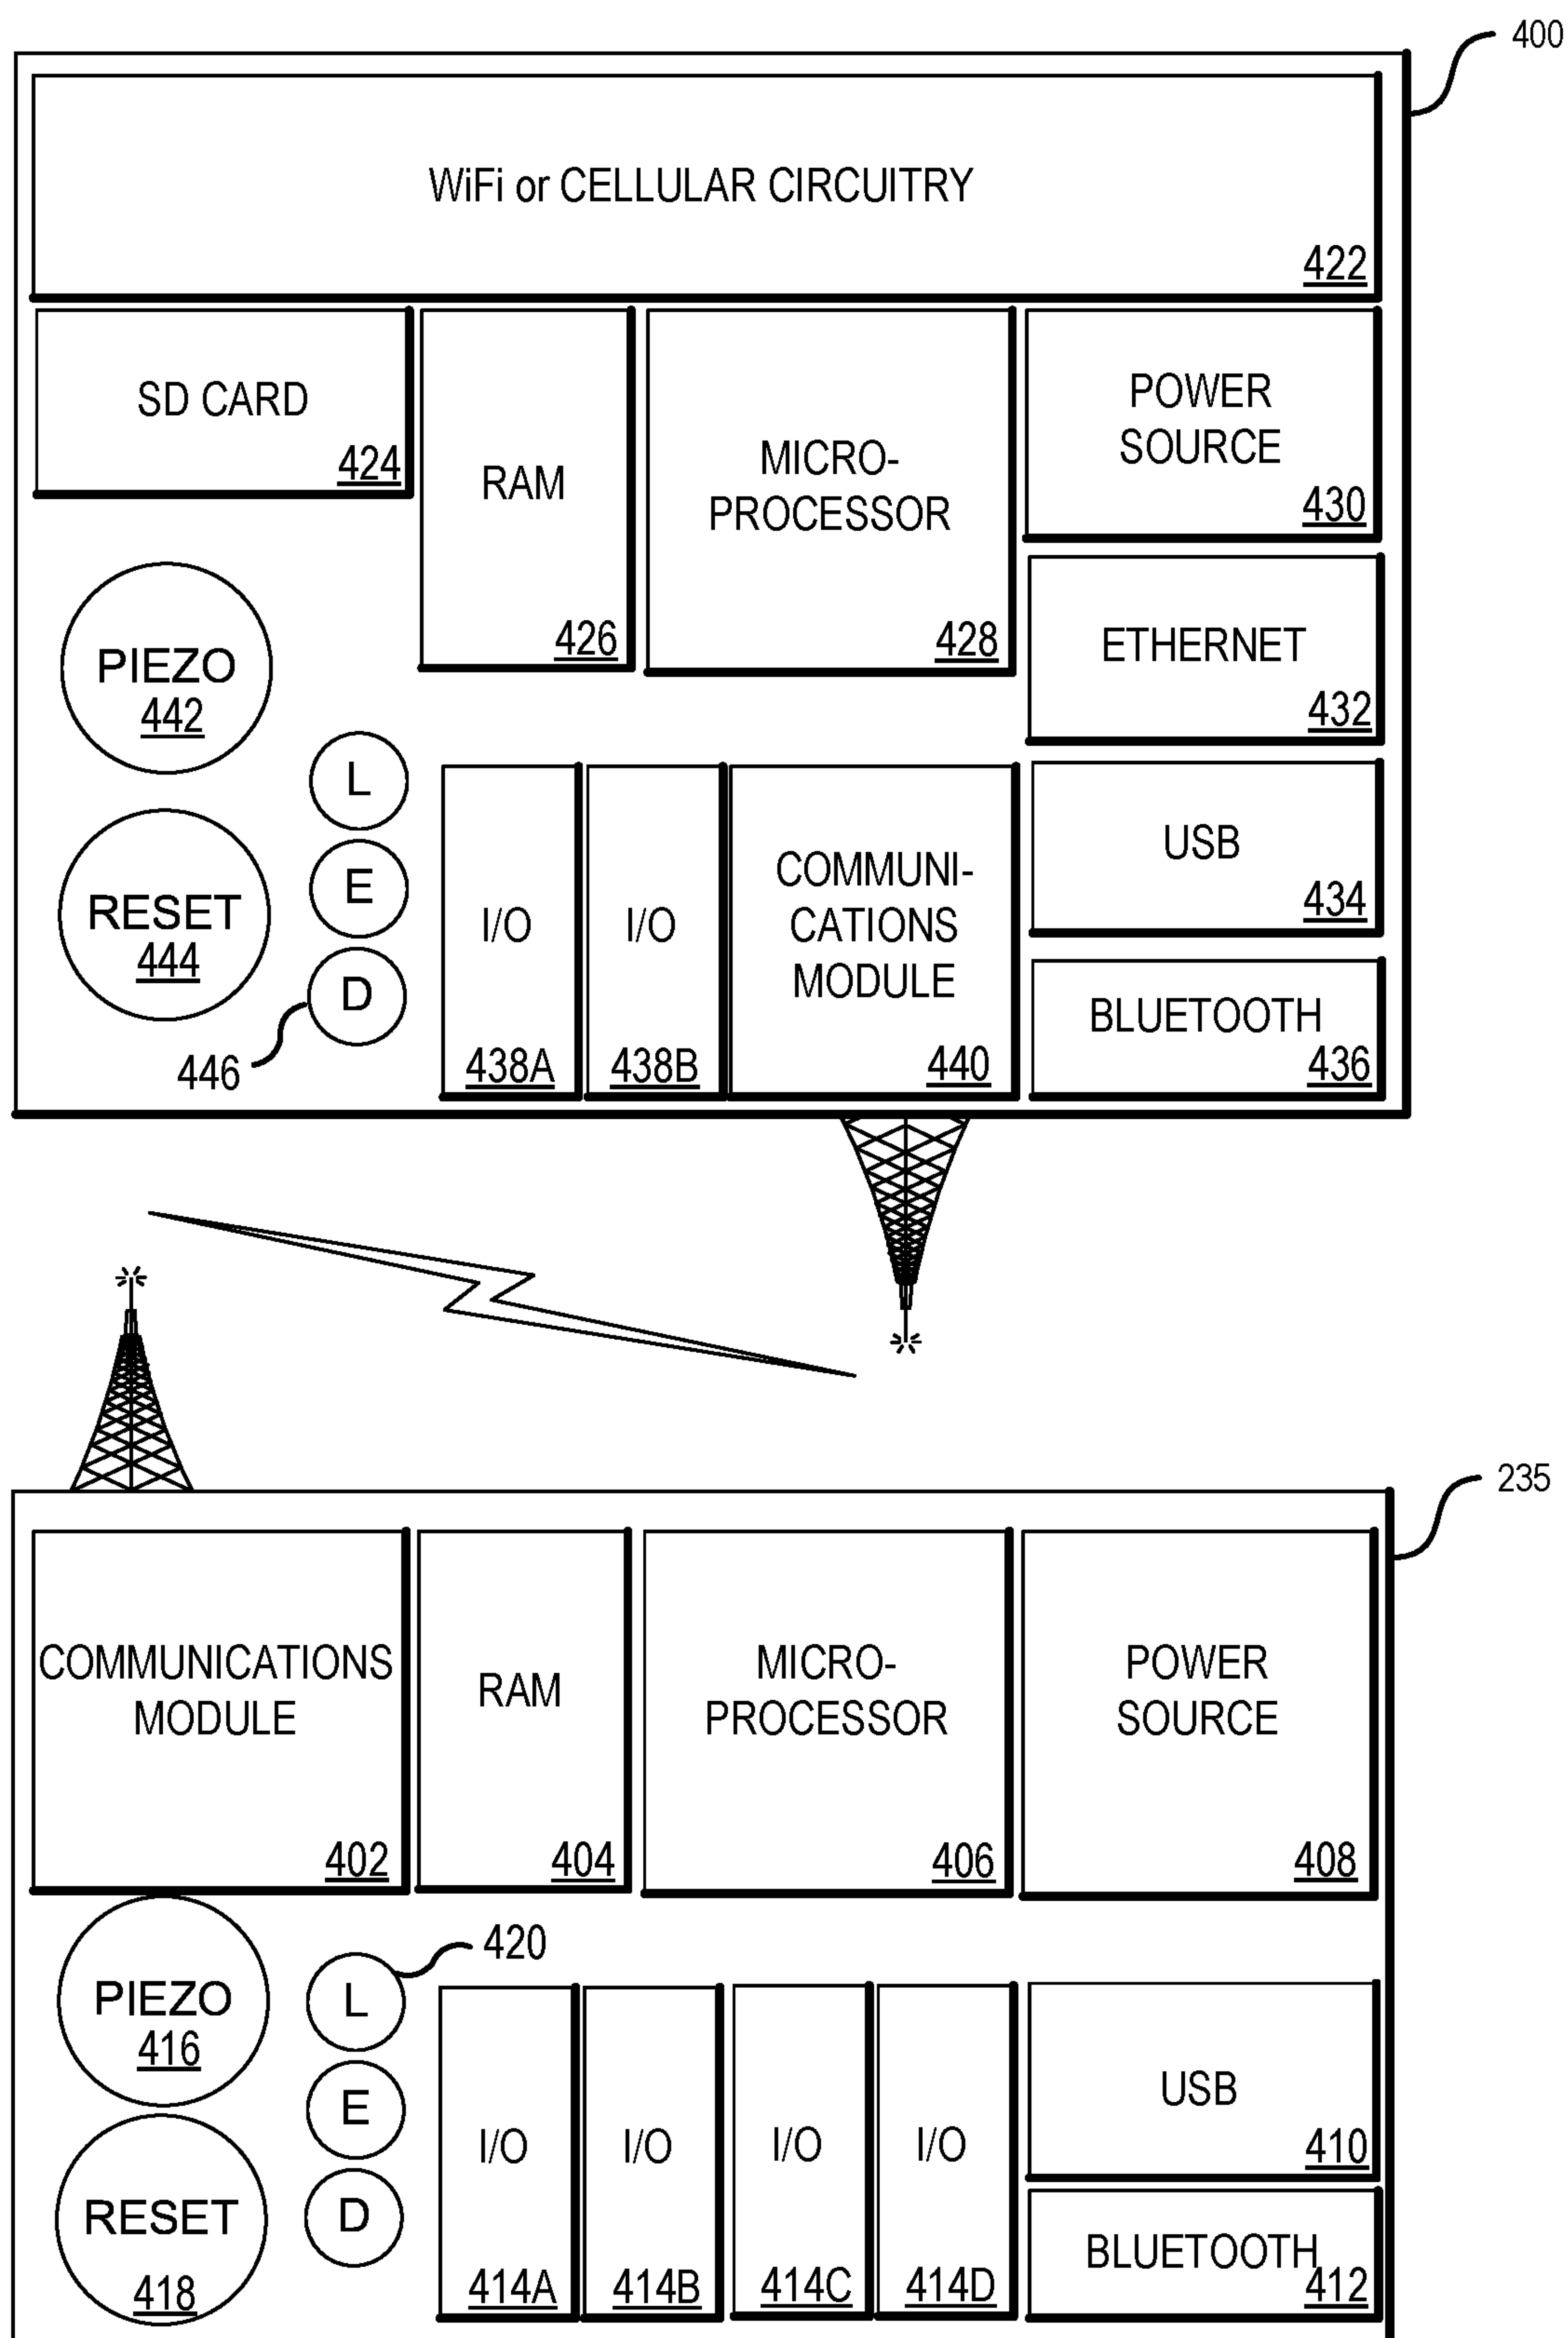 400
WiFi or CELLULAR CIRCUITRY
422
SD CARD
424
RAM
426
MICRO-
PROCESSOR
428
POWER
SOURCE
430
ETHERNET
432
PIEZO
442
RESET
444
L
E
D
446
I/O
438A
I/O
438B
COMMUNI-
CATIONS
MODULE
440
USB
434
BLUETOOTH
436
235
COMMUNICATIONS
MODULE
402
RAM
404
MICRO-
PROCESSOR
406
POWER
SOURCE
408
PIEZO
416
RESET
418
420
L
E
D
I/O
414A
I/O
414B
I/O
414C
I/O
414D
USB
410
BLUETOOTH
412